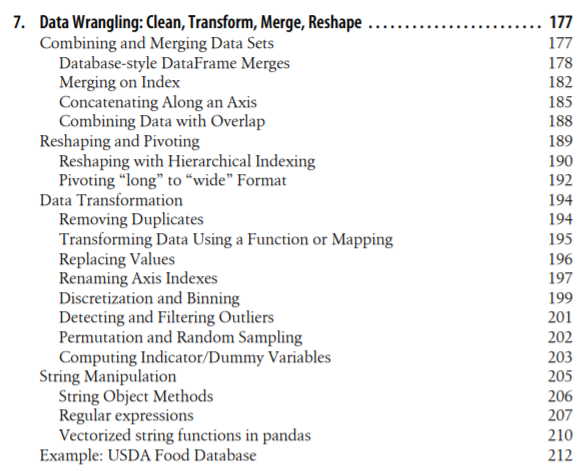 7. Data Wrangling: Clean, Transform, Merge, Reshape . . . . . . . . . . . . . . . . . . . . . . . . 177
Combining and Merging Data Sets 177
Database-style DataFrame Merges 178
Merging on Index 182
Concatenating Along an Axis 185
Combining Data with Overlap 188
Reshaping and Pivoting 189
Reshaping with Hierarchical Indexing 190
Pivoting “long” to “wide” Format 192
Data Transformation 194
Removing Duplicates 194
Transforming Data Using a Function or Mapping 195
Replacing Values 196
Renaming Axis Indexes 197
Discretization and Binning 199
Detecting and Filtering Outliers 201
Permutation and Random Sampling 202
Computing Indicator/Dummy Variables 203
String Manipulation 205
String Object Methods 206
Regular expressions 207
Vectorized string functions in pandas 210
Example: USDA Food Database 212